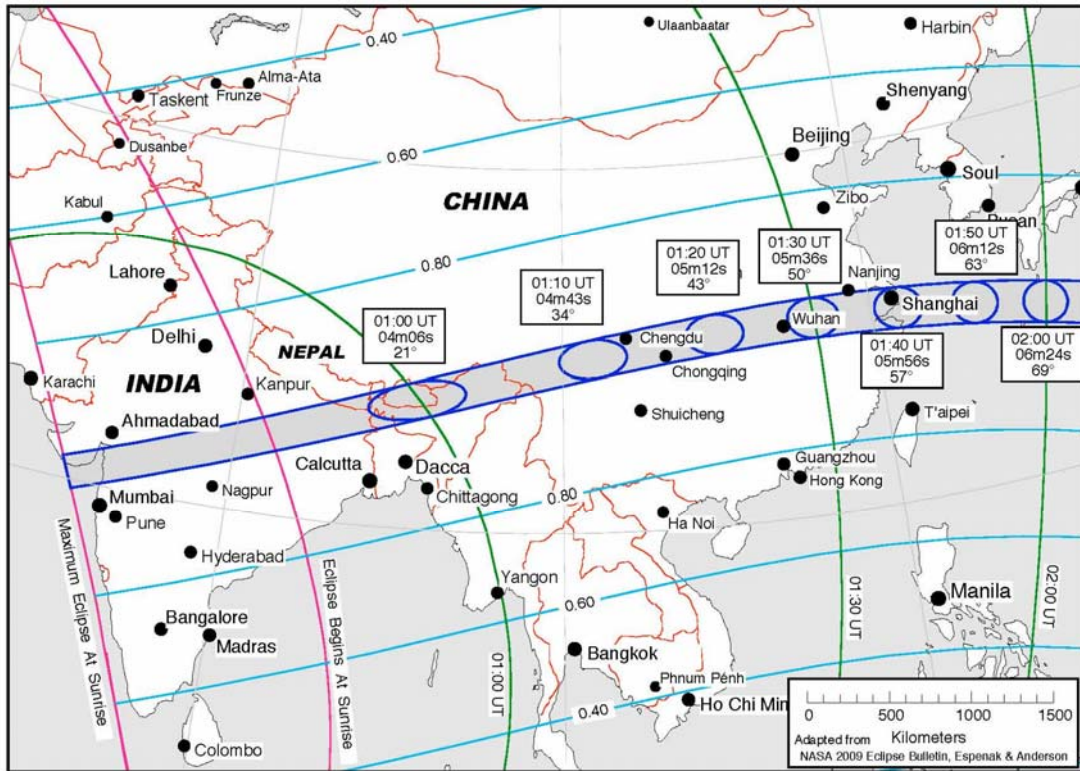 0.40
Ulaanbaatar
Harbin
Alma-Ata
Frunze
Taskent
Shenyang
Dusanbe
0.60
Beijing
Soul
CHINA
Zibo
Kabul
Pusan
01:50 UT
06m12s
63°
01:30 UT
05m36s
50°
01:20 UT
05m12s
43°
0.80
Lahore
01:10 UT
04m43s
34°
Nanjing
Shanghai
01:00 UT
04m06s
21°
Delhi
NEPAL
Wuhan
Chengdu
Chongqing
01:40 UT
05m56s
57°
02:00 UT
06m24s
69°
Karachi
INDIA
Kanpur
Ahmadabad
Shuicheng
T'aipei
Calcutta
Dacca
Guangzhou
Hong Kong
Mumbai
Nagpur
Chittagong
0.80
Pune
Ha Noi
Hyderabad
Maximum Eclipse At Sunrise
Eclipse Begins At Sunrise
Yangon
0.60
01:30 UT
02:00 UT
Manila
Bangalore
Madras
01:00 UT
Bangkok
Phnum Pénh
0.40
Ho Chi Min
Colombo
0 500 1000 1500
Adapted from Kilometers
NASA 2009 Eclipse Bulletin, Espenak & Anderson